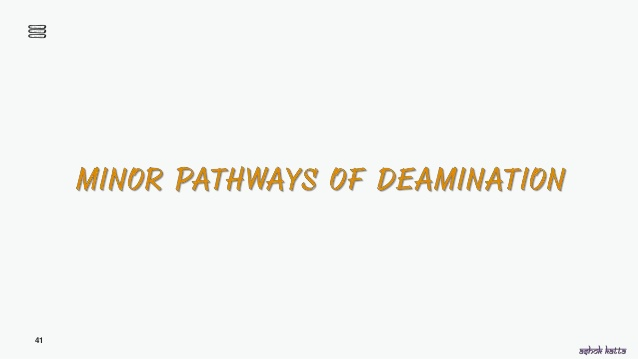 MINOR PATHWAYS OF DEAMINATION
41
ashok katta